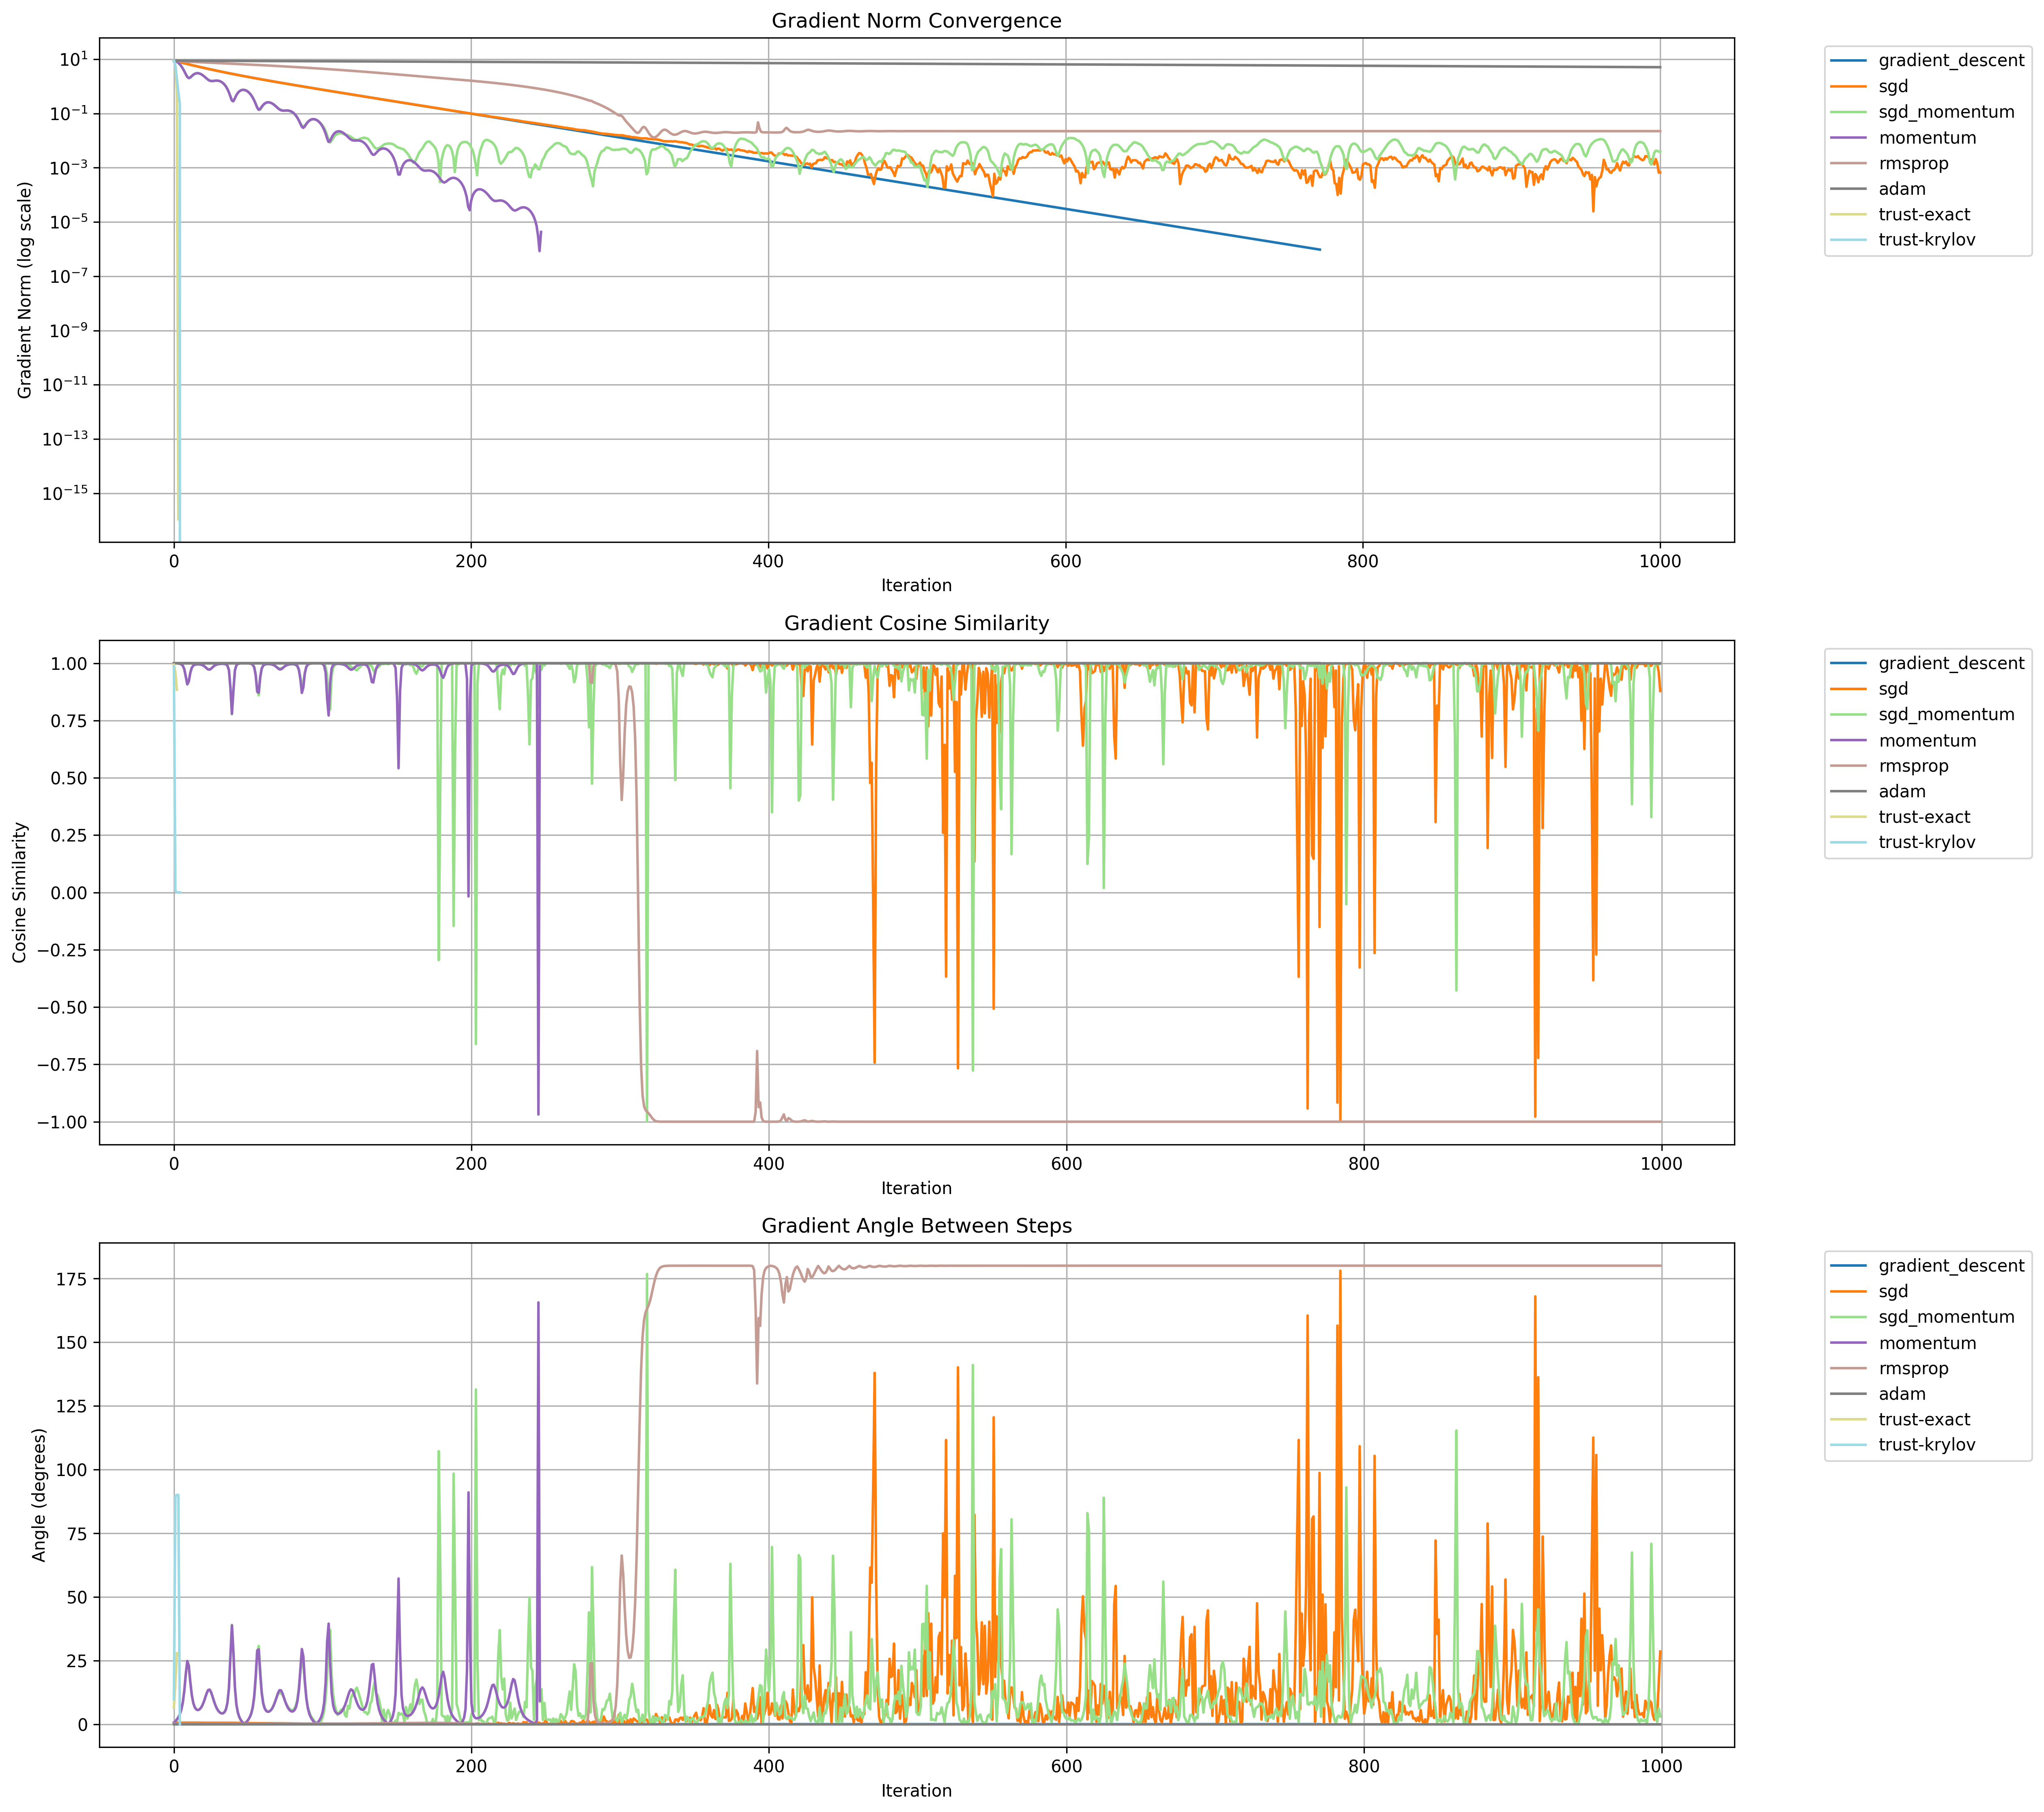 Gradient Norm Convergence
Gradient Norm (log scale)
10¹
10⁻¹
10⁻³
10⁻⁵
10⁻⁷
10⁻⁹
10⁻¹¹
10⁻¹³
10⁻¹⁵
0 200 400 600 800 1000
Iteration
gradient_descent
sgd
sgd_momentum
momentum
rmsprop
adam
trust-exact
trust-krylov
Gradient Cosine Similarity
Cosine Similarity
1.00
0.75
0.50
0.25
0.00
−0.25
−0.50
−0.75
−1.00
0 200 400 600 800 1000
Iteration
gradient_descent
sgd
sgd_momentum
momentum
rmsprop
adam
trust-exact
trust-krylov
Gradient Angle Between Steps
Angle (degrees)
175
150
125
100
75
50
25
0
0 200 400 600 800 1000
Iteration
gradient_descent
sgd
sgd_momentum
momentum
rmsprop
adam
trust-exact
trust-krylov